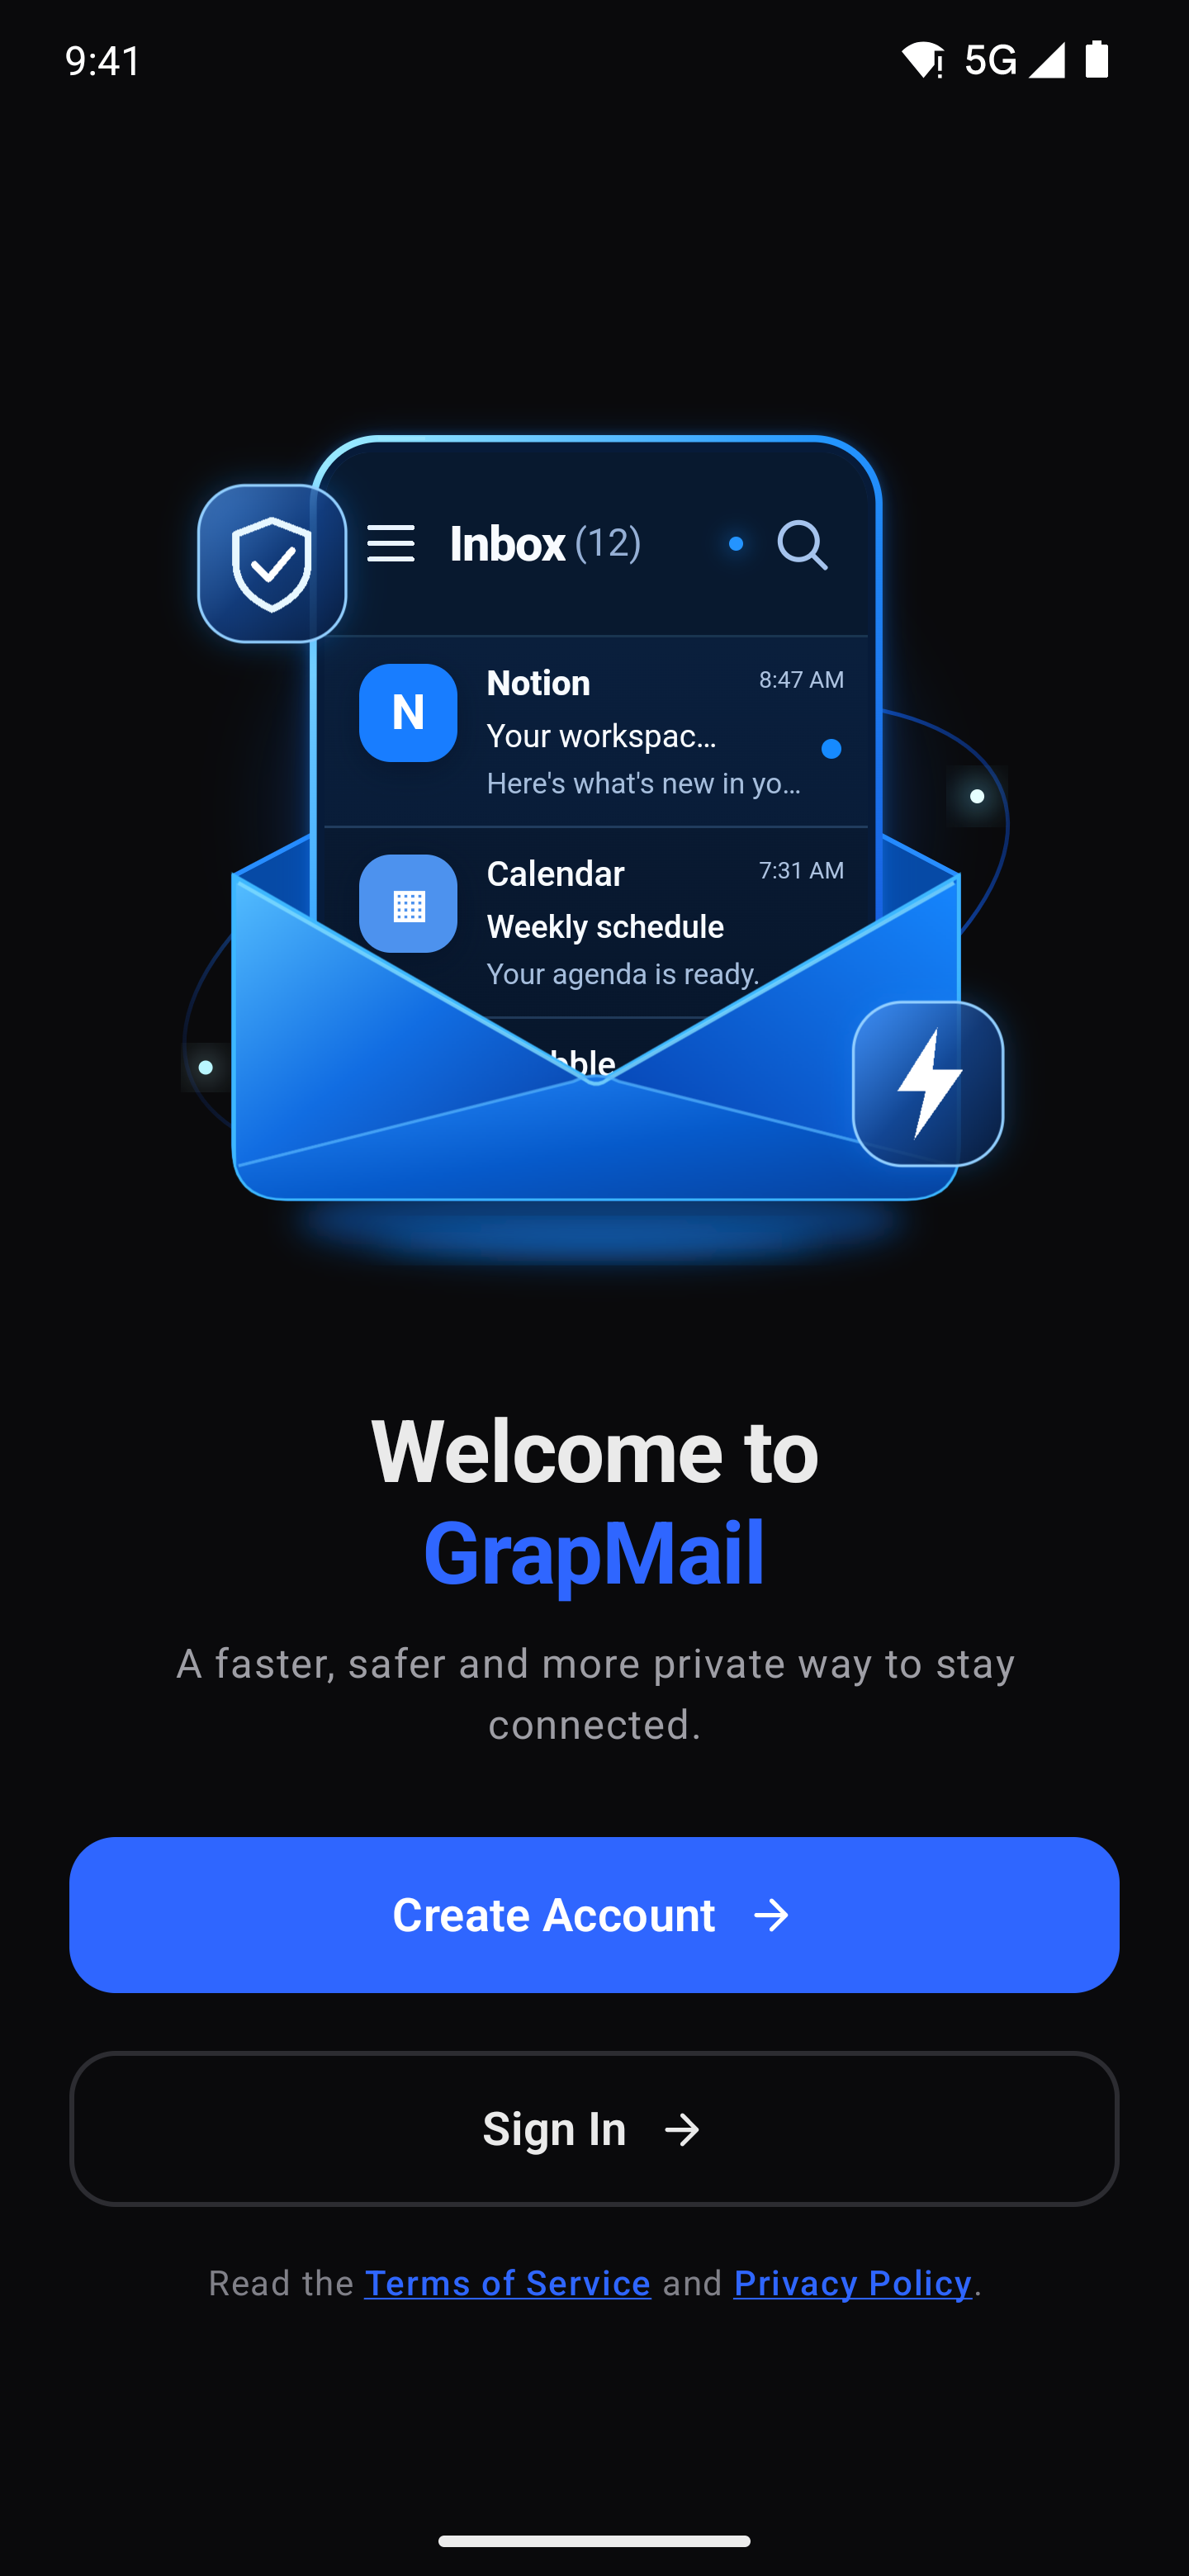 9:41
5G
Inbox (12)
N
Notion
8:47 AM
Your workspac...
Here's what's new in yo...
Calendar
7:31 AM
Weekly schedule
Your agenda is ready.
Welcome to
GrapMail
A faster, safer and more private way to stay
connected.
Create Account
Sign In
Read the Terms of Service and Privacy Policy.